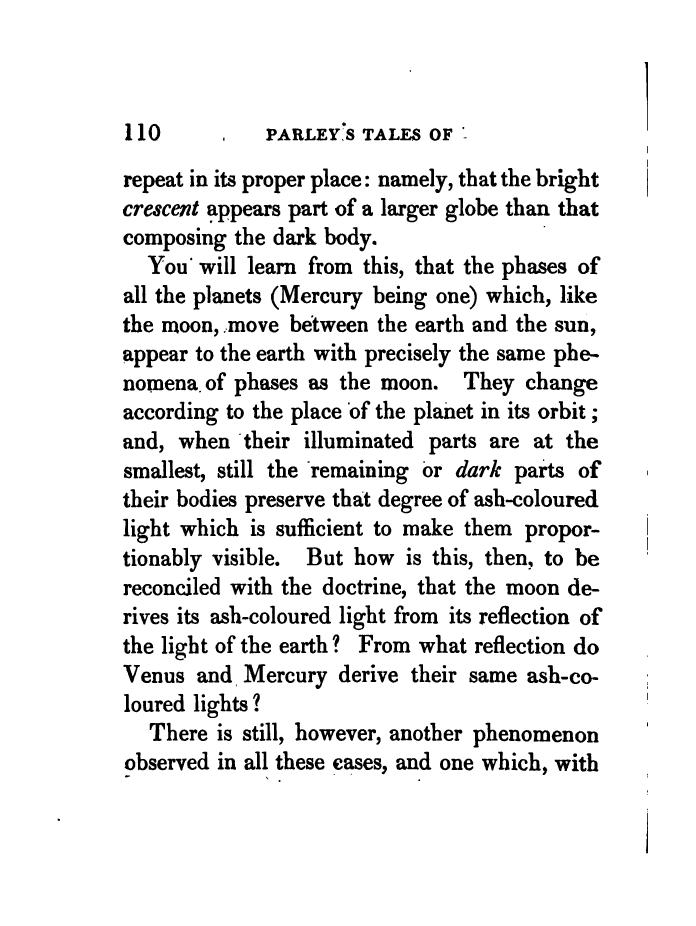 110 PARLEY'S TALES OF
repeat in its proper place: namely, that the bright
crescent appears part of a larger globe than that
composing the dark body.
You will learn from this, that the phases of
all the planets (Mercury being one) which, like
the moon, move between the earth and the sun,
appear to the earth with precisely the same phe-
nomena of phases as the moon. They change
according to the place of the planet in its orbit;
and, when their illuminated parts are at the
smallest, still the remaining or dark parts of
their bodies preserve that degree of ash-coloured
light which is sufficient to make them propor-
tionably visible. But how is this, then, to be
reconciled with the doctrine, that the moon de-
rives its ash-coloured light from its reflection of
the light of the earth? From what reflection do
Venus and Mercury derive their same ash-co-
loured lights?
There is still, however, another phenomenon
observed in all these cases, and one which, with